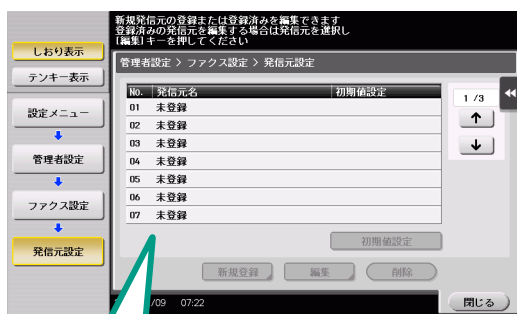 新規発信元の登録または登録済みを編集できます
登録済みの発信元を編集する場合は発信元を選択し
[編集]キーを押してください
しおり表示
テンキー表示
設定メニュー
管理者設定
ファクス設定
発信元設定
管理者設定 > ファクス設定 > 発信元設定
No. 発信元名 初期値設定
01 未登録
02 未登録
03 未登録
04 未登録
05 未登録
06 未登録
07 未登録
1 /3
↑
↓
初期値設定
新規登録 編集 削除
/09 07:22
閉じる